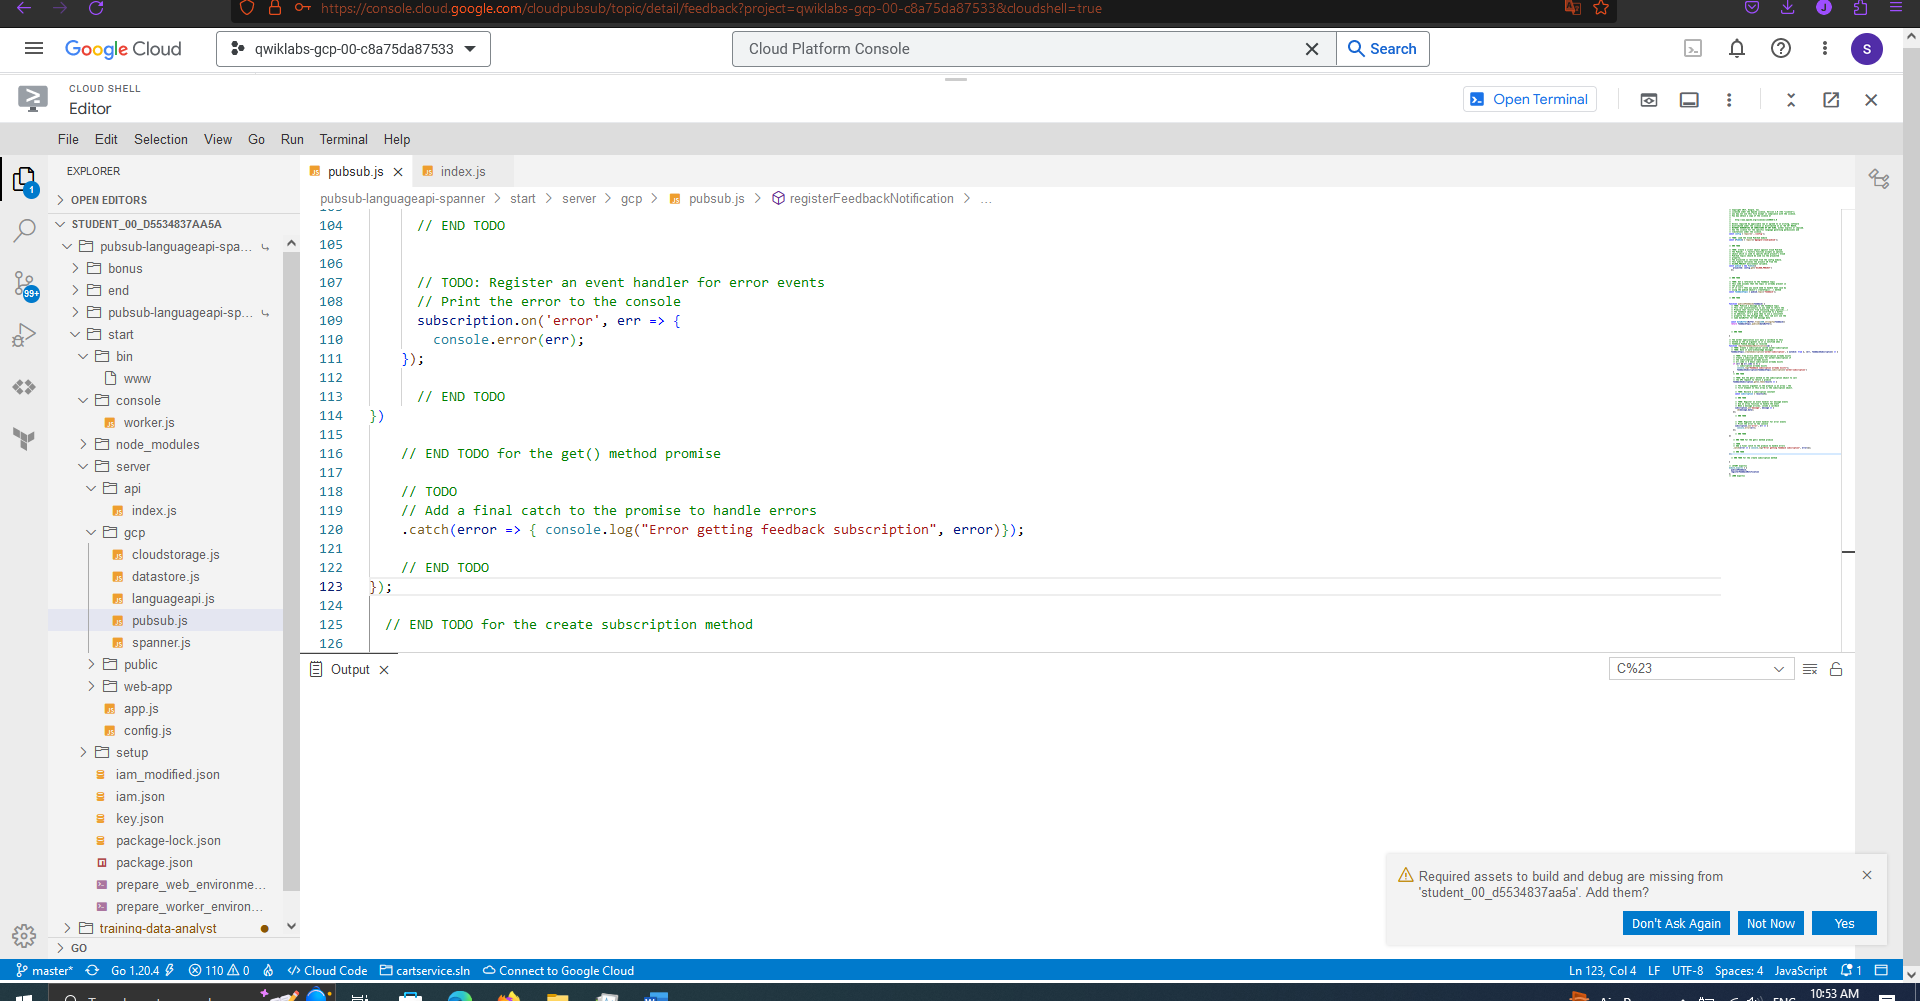 https://console.cloud.google.com/cloudpubsub/topic/detail/feedback?project=qwiklabs-gcp-00-c8a75da87533&cloudshell=true
Google Cloud
qwiklabs-gcp-00-c8a75da87533
Cloud Platform Console
Search
S
CLOUD SHELL
Editor
Open Terminal
File Edit Selection View Go Run Terminal Help
EXPLORER
OPEN EDITORS
STUDENT_00_D5534837AA5A
pubsub-languageapi-spa...
bonus
end
pubsub-languageapi-sp...
start
bin
www
console
worker.js
node_modules
server
api
index.js
gcp
cloudstorage.js
datastore.js
languageapi.js
pubsub.js
spanner.js
public
web-app
app.js
config.js
setup
iam_modified.json
iam.json
key.json
package-lock.json
package.json
prepare_web_environme...
prepare_worker_environ...
training-data-analyst
GO
1
99+
pubsub.js
index.js
pubsub-languageapi-spanner > start > server > gcp > pubsub.js > registerFeedbackNotification > ...
104 // END TODO
105
106
107 // TODO: Register an event handler for error events
108 // Print the error to the console
109 subscription.on('error', err => {
110 console.error(err);
111 });
112
113 // END TODO
114 })
115
116 // END TODO for the get() method promise
117
118 // TODO
119 // Add a final catch to the promise to handle errors
120 .catch(error => { console.log("Error getting feedback subscription", error)});
121
122 // END TODO
123 });
124
125 // END TODO for the create subscription method
126
Output
C%23
Required assets to build and debug are missing from
'student_00_d5534837aa5a'. Add them?
Don't Ask Again
Not Now
Yes
master*
Go 1.20.4
110
0
Cloud Code
cartservice.sln
Connect to Google Cloud
Ln 123, Col 4
LF
UTF-8
Spaces: 4
JavaScript
1
10:53 AM